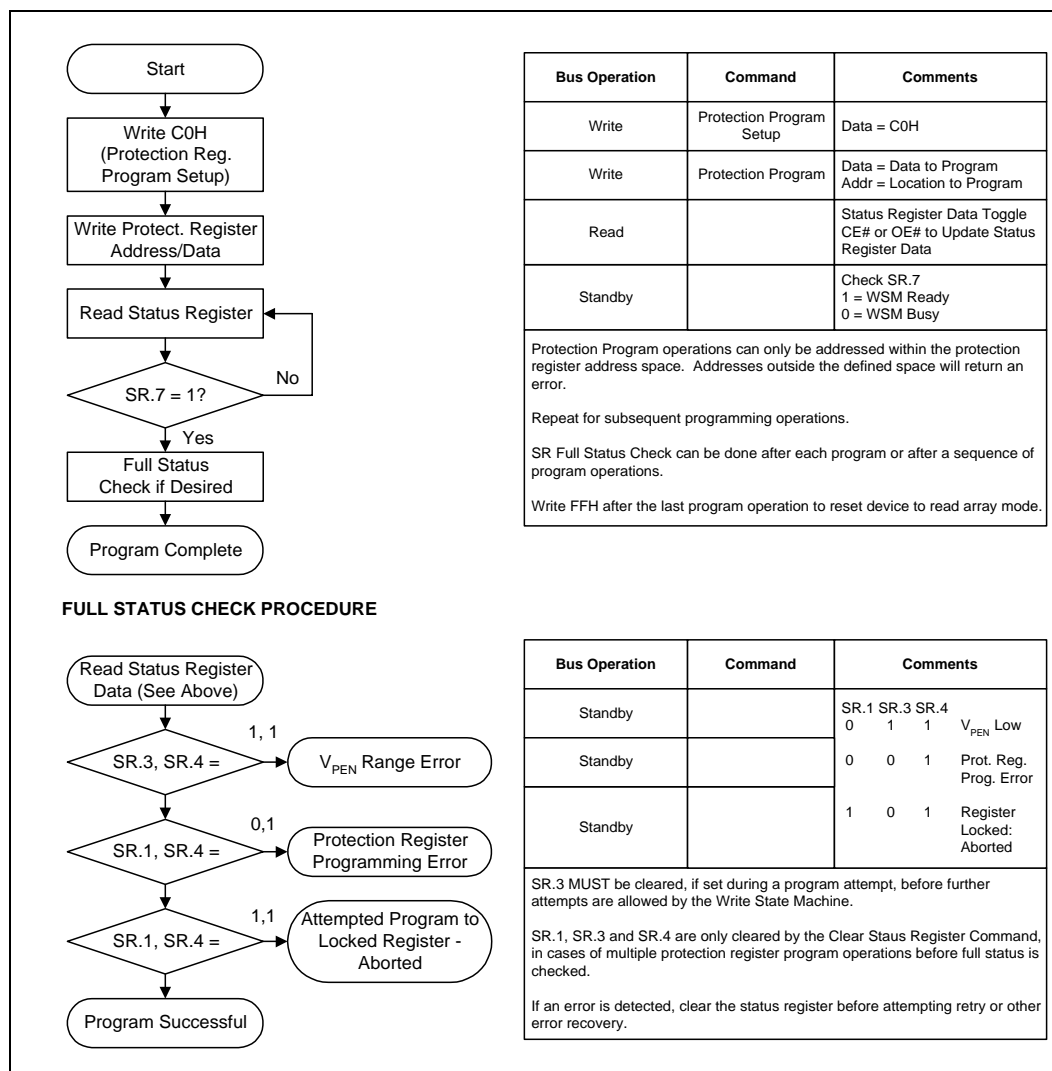 Start
Write C0H
(Protection Reg.
Program Setup)
Write Protect. Register
Address/Data
Read Status Register
No
SR.7 = 1?
Yes
Full Status
Check if Desired
Program Complete
Bus Operation Command Comments
Write Protection Program
Setup Data = C0H
Write Protection Program Data = Data to Program
Addr = Location to Program
Read Status Register Data Toggle
CE# or OE# to Update Status
Register Data
Standby Check SR.7
1 = WSM Ready
0 = WSM Busy
Protection Program operations can only be addressed within the protection
register address space. Addresses outside the defined space will return an
error.
Repeat for subsequent programming operations.
SR Full Status Check can be done after each program or after a sequence of
program operations.
Write FFH after the last program operation to reset device to read array mode.
FULL STATUS CHECK PROCEDURE
Read Status Register
Data (See Above)
1, 1
SR.3, SR.4 =
VPEN Range Error
0,1
SR.1, SR.4 =
Protection Register
Programming Error
1,1
SR.1, SR.4 =
Attempted Program to
Locked Register -
Aborted
Program Successful
Bus Operation Command Comments
Standby SR.1 SR.3 SR.4
0 1 1 VPEN Low
Standby 0 0 1 Prot. Reg.
Prog. Error
Standby 1 0 1 Register
Locked:
Aborted
SR.3 MUST be cleared, if set during a program attempt, before further
attempts are allowed by the Write State Machine.
SR.1, SR.3 and SR.4 are only cleared by the Clear Staus Register Command,
in cases of multiple protection register program operations before full status is
checked.
If an error is detected, clear the status register before attempting retry or other
error recovery.